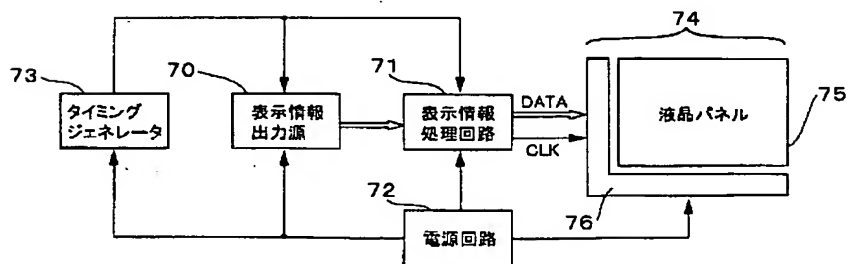 74
73
70
71
タイミング
ジェネレータ
表示情報
出力源
表示情報
処理回路
DATA
CLK
液晶パネル
75
72
電源回路
76